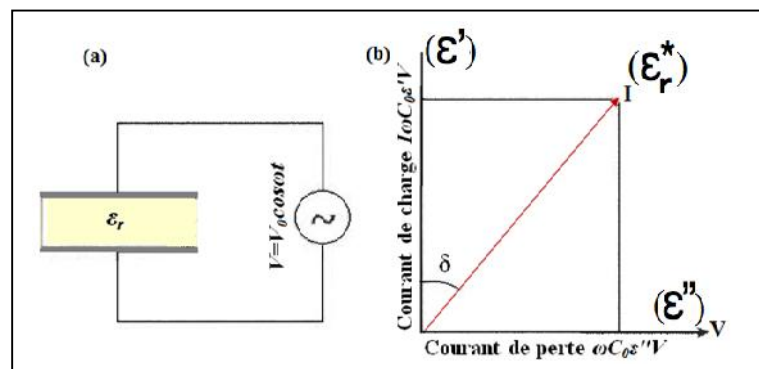 (a)
εr
V=V₀cosωt
(b)
(ε')
(εr*)
I
Courant de charge IωC₀ε'V
δ
(ε")
V
Courant de perte ωC₀ε"V